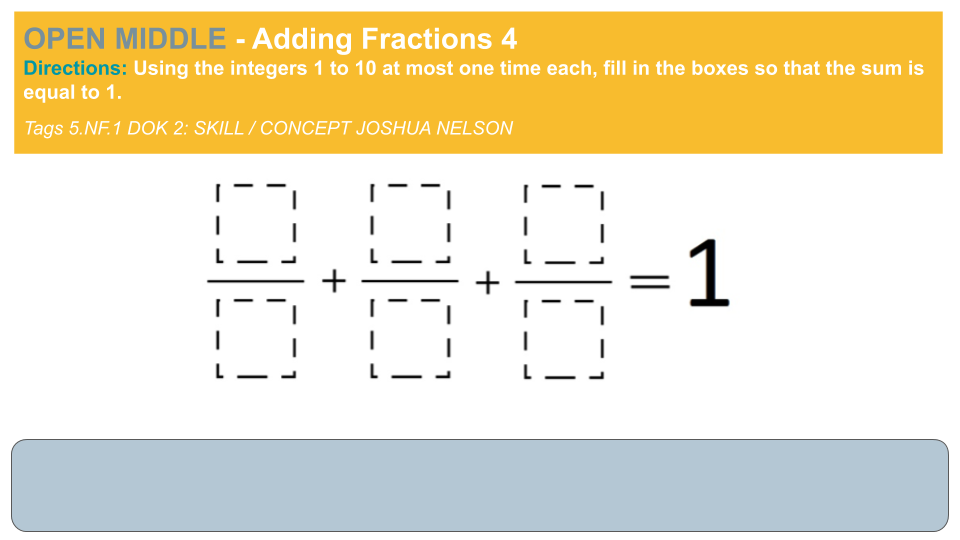 OPEN MIDDLE - Adding Fractions 4
Directions: Using the integers 1 to 10 at most one time each, fill in the boxes so that the sum is
equal to 1.
Tags 5.NF.1 DOK 2: SKILL / CONCEPT JOSHUA NELSON
+ + = 1